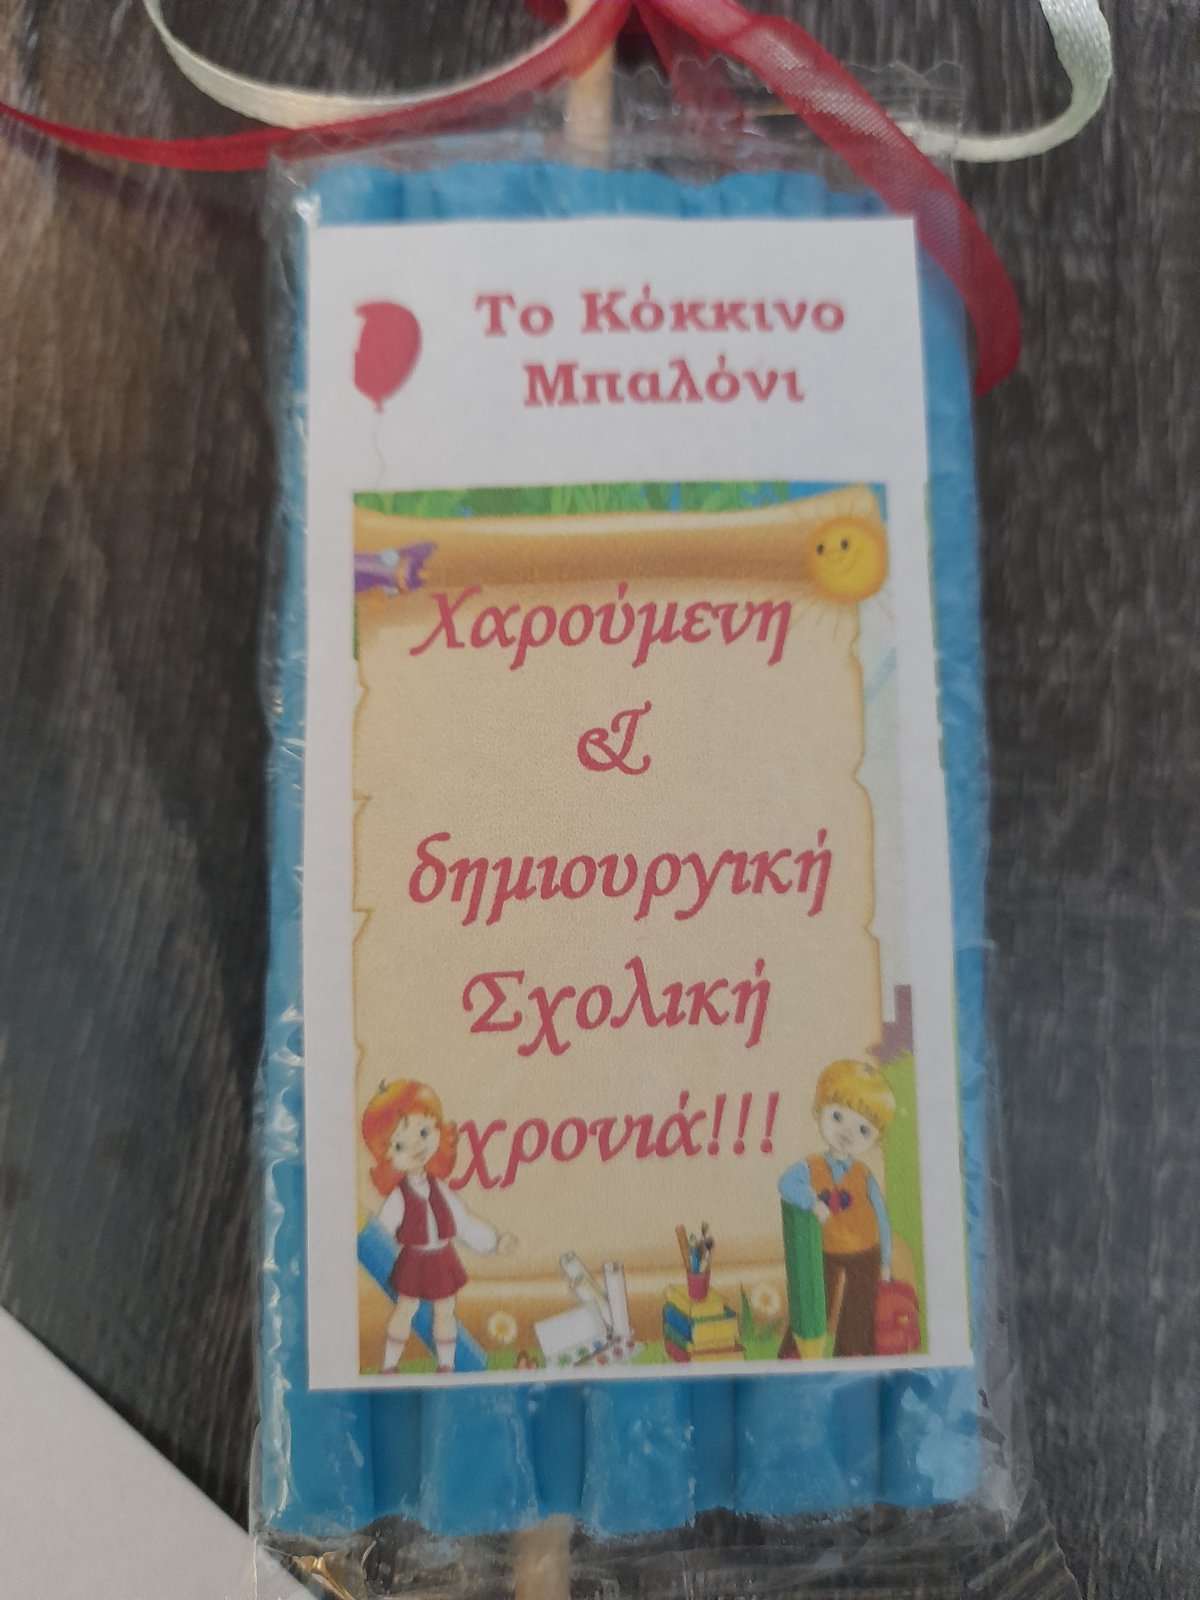 Το Κόκκινο
Μπαλόνι
Χαρούμενη
&
δημιουργική
Σχολική
χρονιά!!!